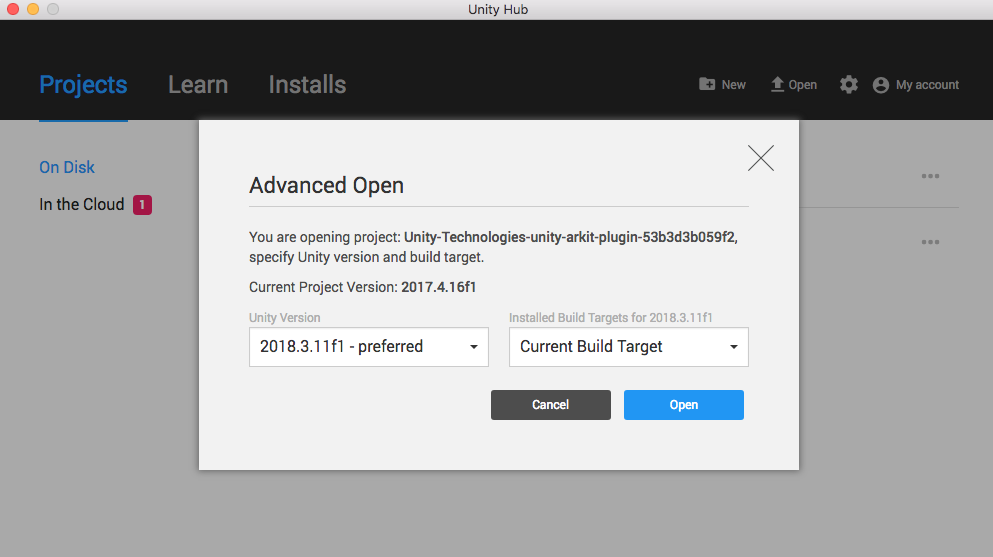 Unity Hub
Projects
Learn
Installs
New
Open
My account
On Disk
In the Cloud 1
Advanced Open
You are opening project: Unity-Technologies-unity-arkit-plugin-53b3d3b059f2,
specify Unity version and build target.
Current Project Version: 2017.4.16f1
Unity Version
Installed Build Targets for 2018.3.11f1
2018.3.11f1 - preferred
Current Build Target
Cancel
Open